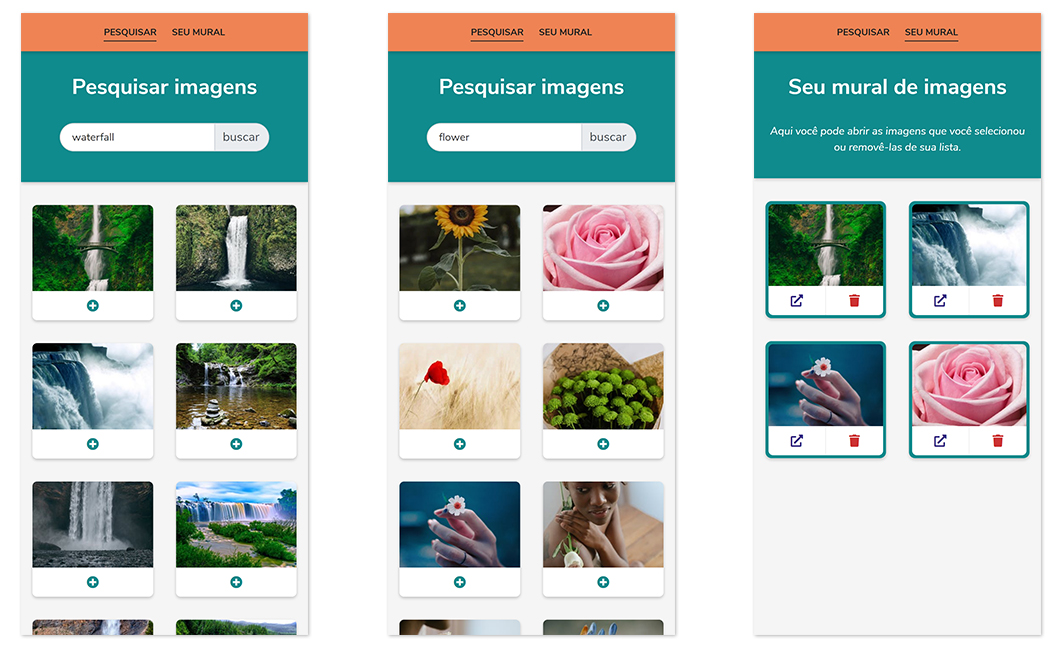 PESQUISAR SEU MURAL
Pesquisar imagens
waterfall buscar
PESQUISAR SEU MURAL
Pesquisar imagens
flower buscar
PESQUISAR SEU MURAL
Seu mural de imagens
Aqui você pode abrir as imagens que você selecionou
ou removê-las de sua lista.